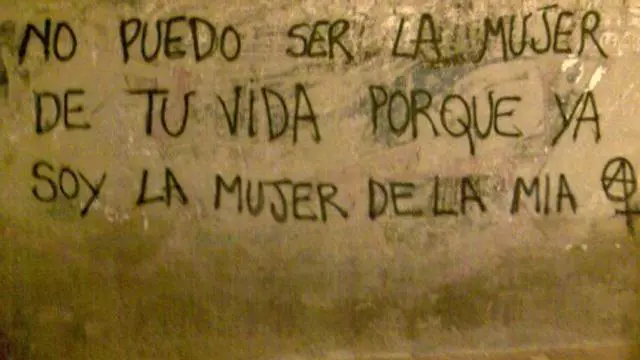 NO PUEDO SER LA MUJER
DE TU VIDA PORQUE YA
SOY LA MUJER DE LA MIA